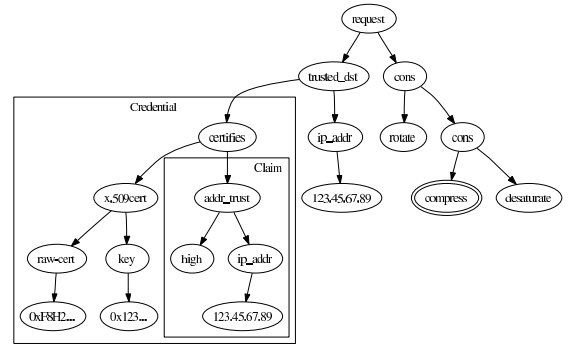 request
trusted_dst
cons
Credential
certifies
ip_addr
rotate
cons
Claim
x.509cert
addr_trust
123.45.67.89
compress
desaturate
raw-cert
key
high
ip_addr
0xF8H2...
0x123...
123.45.67.89